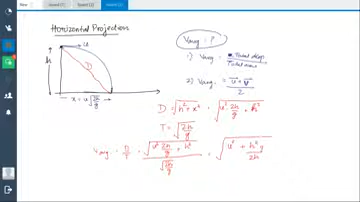 Horizontal Projection
u
h
D
x = u√2h/g
Vavg = ?
1) Vavg = Total disp / Total time
2) Vavg = u + v / 2
D = √h² + x² = √u² 2h/g + h²
T = √2h/g
Vavg = D/T = √u² 2h/g + h² / √2h/g = √u² + h² g / 2h